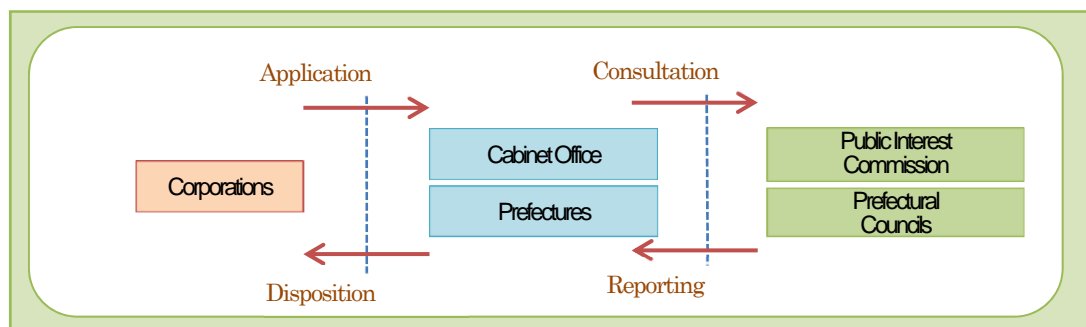 Application
Consultation
Corporations
Cabinet Office
Prefectures
Public Interest
Commission
Prefectural
Councils
Disposition
Reporting